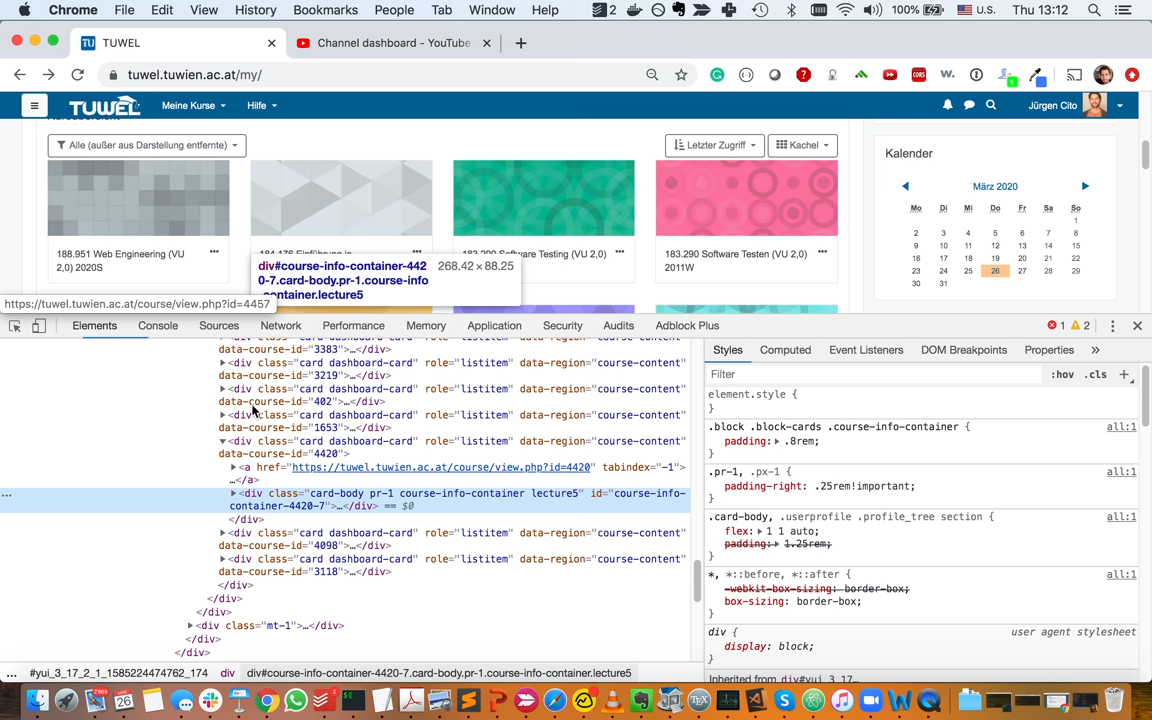 Chrome File Edit View History Bookmarks People Tab Window Help 2 100% U.S. Thu 13:12
TU TUWEL Channel dashboard - YouTube
tuwel.tuwien.ac.at/my/
TUWEL Meine Kurse Hilfe Jürgen Cito
Alle (außer aus Darstellung entfernte) Letzter Zugriff Kachel
Kalender
März 2020
Mo Di Mi Do Fr Sa So
1
2 3 4 5 6 7 8
9 10 11 12 13 14 15
16 17 18 19 20 21 22
23 24 25 26 27 28 29
30 31
188.951 Web Engineering (VU 2,0) 2020S
183.290 Software Testing (VU 2,0)
183.290 Software Testen (VU 2,0) 2011W
div#course-info-container-442 268.42 × 88.25
0-7.card-body.pr-1.course-info
container.lecture5
https://tuwel.tuwien.ac.at/course/view.php?id=4457
Elements Console Sources Network Performance Memory Application Security Audits Adblock Plus 1 2
<div class="card dashboard-card" role="listitem" data-region="course-content"
data-course-id="3383">…</div>
<div class="card dashboard-card" role="listitem" data-region="course-content"
data-course-id="3219">…</div>
<div class="card dashboard-card" role="listitem" data-region="course-content"
data-course-id="402">…</div>
<div class="card dashboard-card" role="listitem" data-region="course-content"
data-course-id="1653">…</div>
<div class="card dashboard-card" role="listitem" data-region="course-content"
data-course-id="4420">
<a href="https://tuwel.tuwien.ac.at/course/view.php?id=4420" tabindex="-1">
…</a>
<div class="card-body pr-1 course-info-container lecture5" id="course-info-
container-4420-7">…</div> == $0
</div>
<div class="card dashboard-card" role="listitem" data-region="course-content"
data-course-id="4098">…</div>
<div class="card dashboard-card" role="listitem" data-region="course-content"
data-course-id="3118">…</div>
</div>
</div>
</div>
<div class="mt-1">…</div>
</div>
</div>
... #yui_3_17_2_1_1585224474762_174 div div#course-info-container-4420-7.card-body.pr-1.course-info-container.lecture5
Styles Computed Event Listeners DOM Breakpoints Properties »
Filter :hov .cls +
element.style {
}
.block .block-cards .course-info-container { all:1
padding: .8rem;
}
.pr-1, .px-1 { all:1
padding-right: .25rem!important;
}
.card-body, .userprofile .profile_tree section { all:1
flex: 1 1 auto;
padding: 1.25rem;
}
*, *::before, *::after { all:1
-webkit-box-sizing: border-box;
box-sizing: border-box;
}
div { user agent stylesheet
display: block;
}
Inherited from div#yui_3_17…